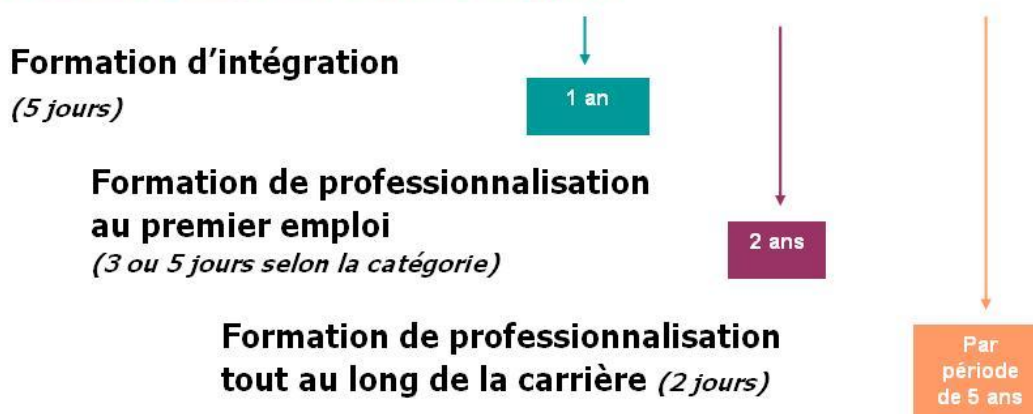 Formation d'intégration
(5 jours)
1 an
Formation de professionnalisation
au premier emploi
(3 ou 5 jours selon la catégorie)
2 ans
Formation de professionnalisation
tout au long de la carrière (2 jours)
Par
période
de 5 ans